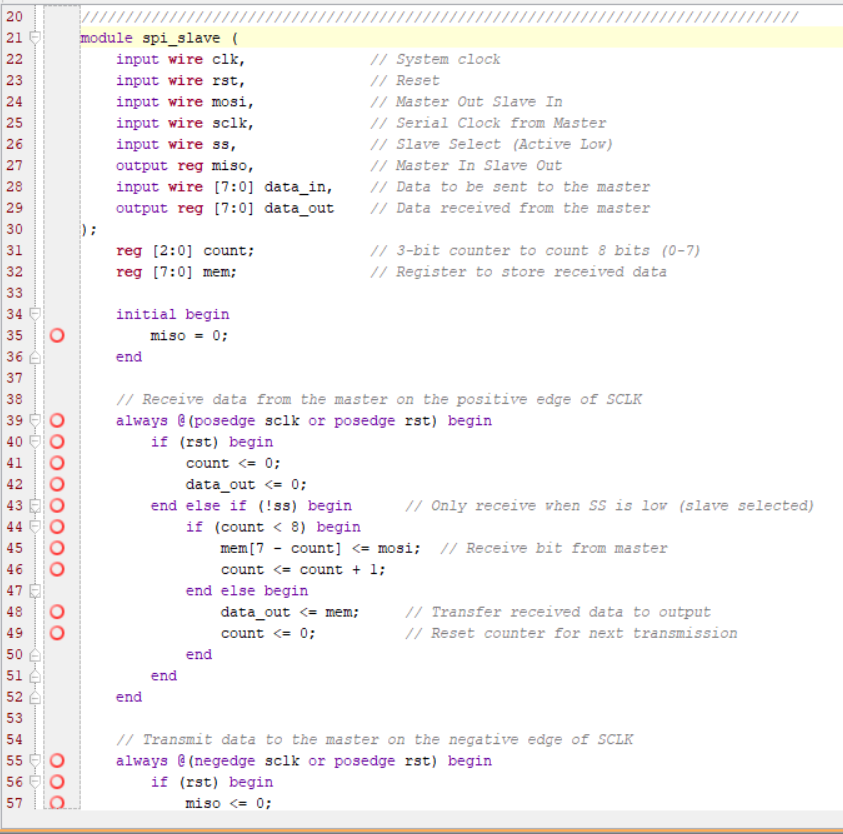 20 ////////////////////////////////////////////////////////////////////////////////
21 module spi_slave (
22 input wire clk, // System clock
23 input wire rst, // Reset
24 input wire mosi, // Master Out Slave In
25 input wire sclk, // Serial Clock from Master
26 input wire ss, // Slave Select (Active Low)
27 output reg miso, // Master In Slave Out
28 input wire [7:0] data_in, // Data to be sent to the master
29 output reg [7:0] data_out // Data received from the master
30 );
31 reg [2:0] count; // 3-bit counter to count 8 bits (0-7)
32 reg [7:0] mem; // Register to store received data
33
34 initial begin
35 miso = 0;
36 end
37
38 // Receive data from the master on the positive edge of SCLK
39 always @(posedge sclk or posedge rst) begin
40 if (rst) begin
41 count <= 0;
42 data_out <= 0;
43 end else if (!ss) begin // Only receive when SS is low (slave selected)
44 if (count < 8) begin
45 mem[7 - count] <= mosi; // Receive bit from master
46 count <= count + 1;
47 end else begin
48 data_out <= mem; // Transfer received data to output
49 count <= 0; // Reset counter for next transmission
50 end
51 end
52 end
53
54 // Transmit data to the master on the negative edge of SCLK
55 always @(negedge sclk or posedge rst) begin
56 if (rst) begin
57 miso <= 0;